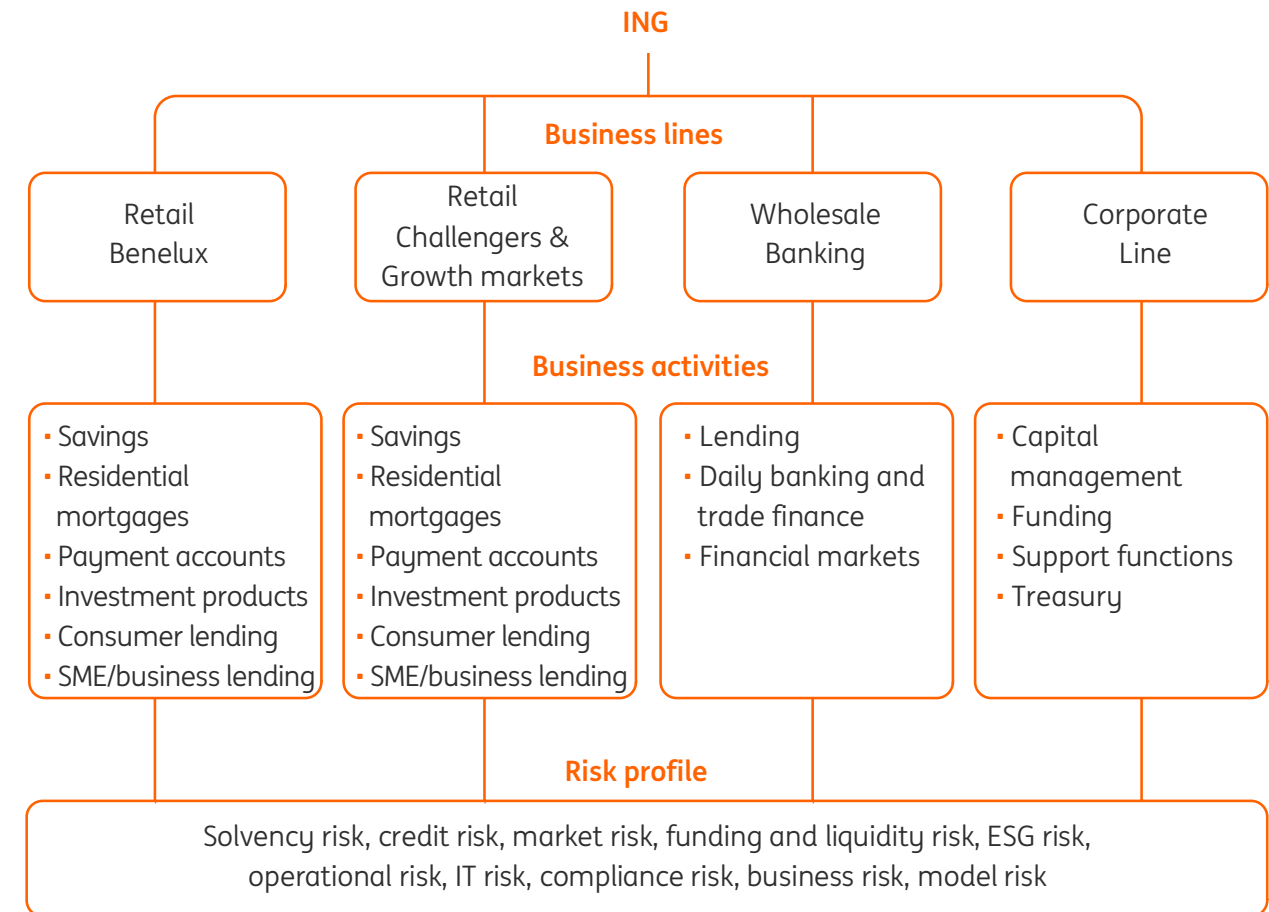 ING
Business lines
Retail
Benelux
Retail
Challengers &
Growth markets
Wholesale
Banking
Corporate
Line
Business activities
▪ Savings
▪ Residential
mortgages
▪ Payment accounts
▪ Investment products
▪ Consumer lending
▪ SME/business lending
▪ Savings
▪ Residential
mortgages
▪ Payment accounts
▪ Investment products
▪ Consumer lending
▪ SME/business lending
▪ Lending
▪ Daily banking and
trade finance
▪ Financial markets
▪ Capital
management
▪ Funding
▪ Support functions
▪ Treasury
Risk profile
Solvency risk, credit risk, market risk, funding and liquidity risk, ESG risk,
operational risk, IT risk, compliance risk, business risk, model risk